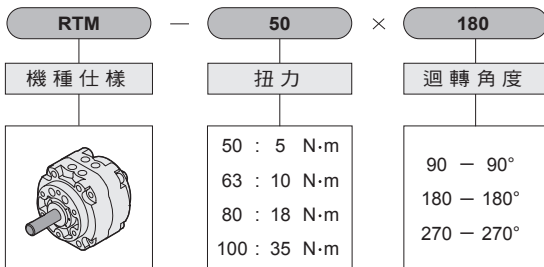 RTM — 50 × 180
機種仕樣 扭力 迴轉角度
50 : 5 N·m
63 : 10 N·m
80 : 18 N·m
100 : 35 N·m
90 — 90°
180 — 180°
270 — 270°